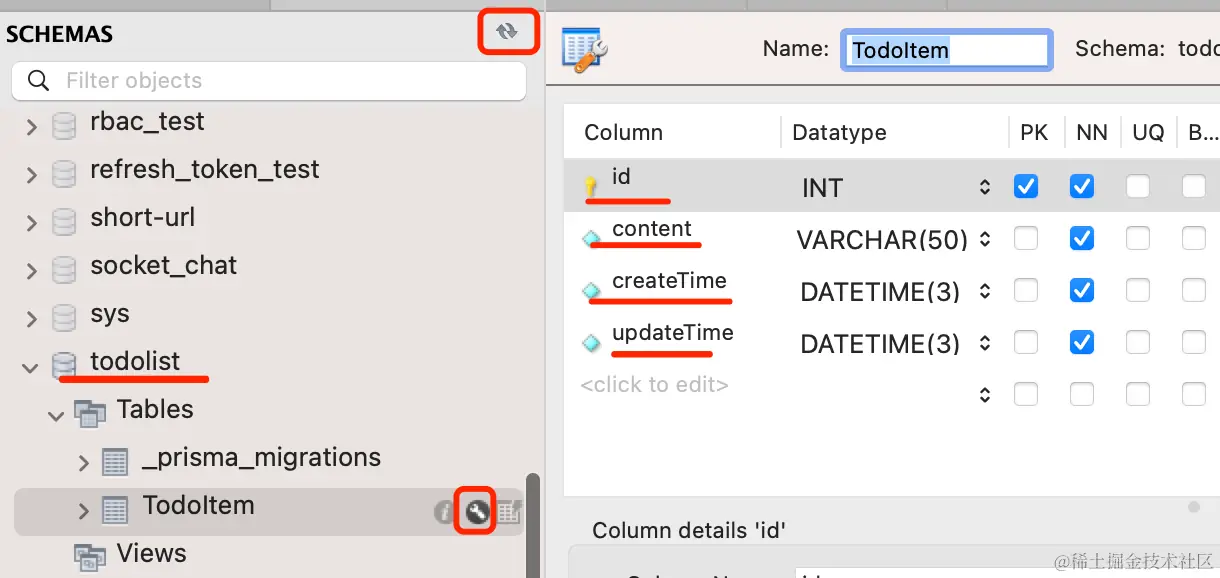 SCHEMAS
Filter objects
rbac_test
refresh_token_test
short-url
socket_chat
sys
todolist
Tables
_prisma_migrations
TodoItem
Views
Name: TodoItem Schema: todo
Column Datatype PK NN UQ B...
id INT
content VARCHAR(50)
createTime DATETIME(3)
updateTime DATETIME(3)
<click to edit>
Column details 'id'
@稀土掘金技术社区